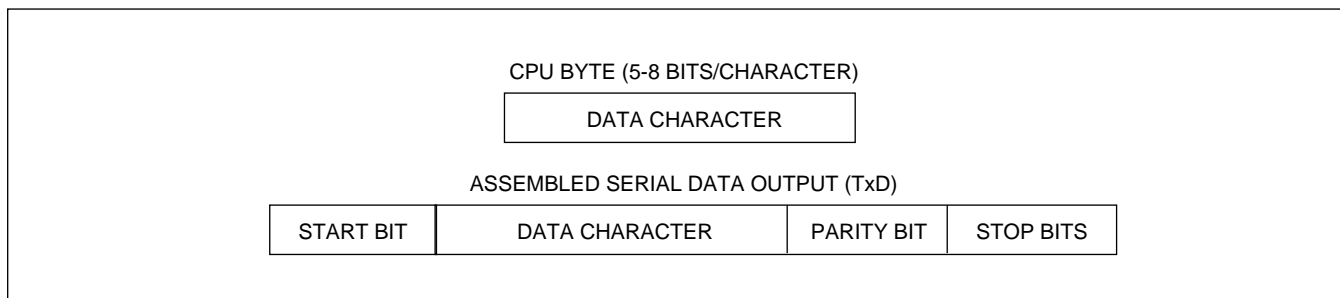 CPU BYTE (5-8 BITS/CHARACTER)
DATA CHARACTER
ASSEMBLED SERIAL DATA OUTPUT (TxD)
START BIT DATA CHARACTER PARITY BIT STOP BITS